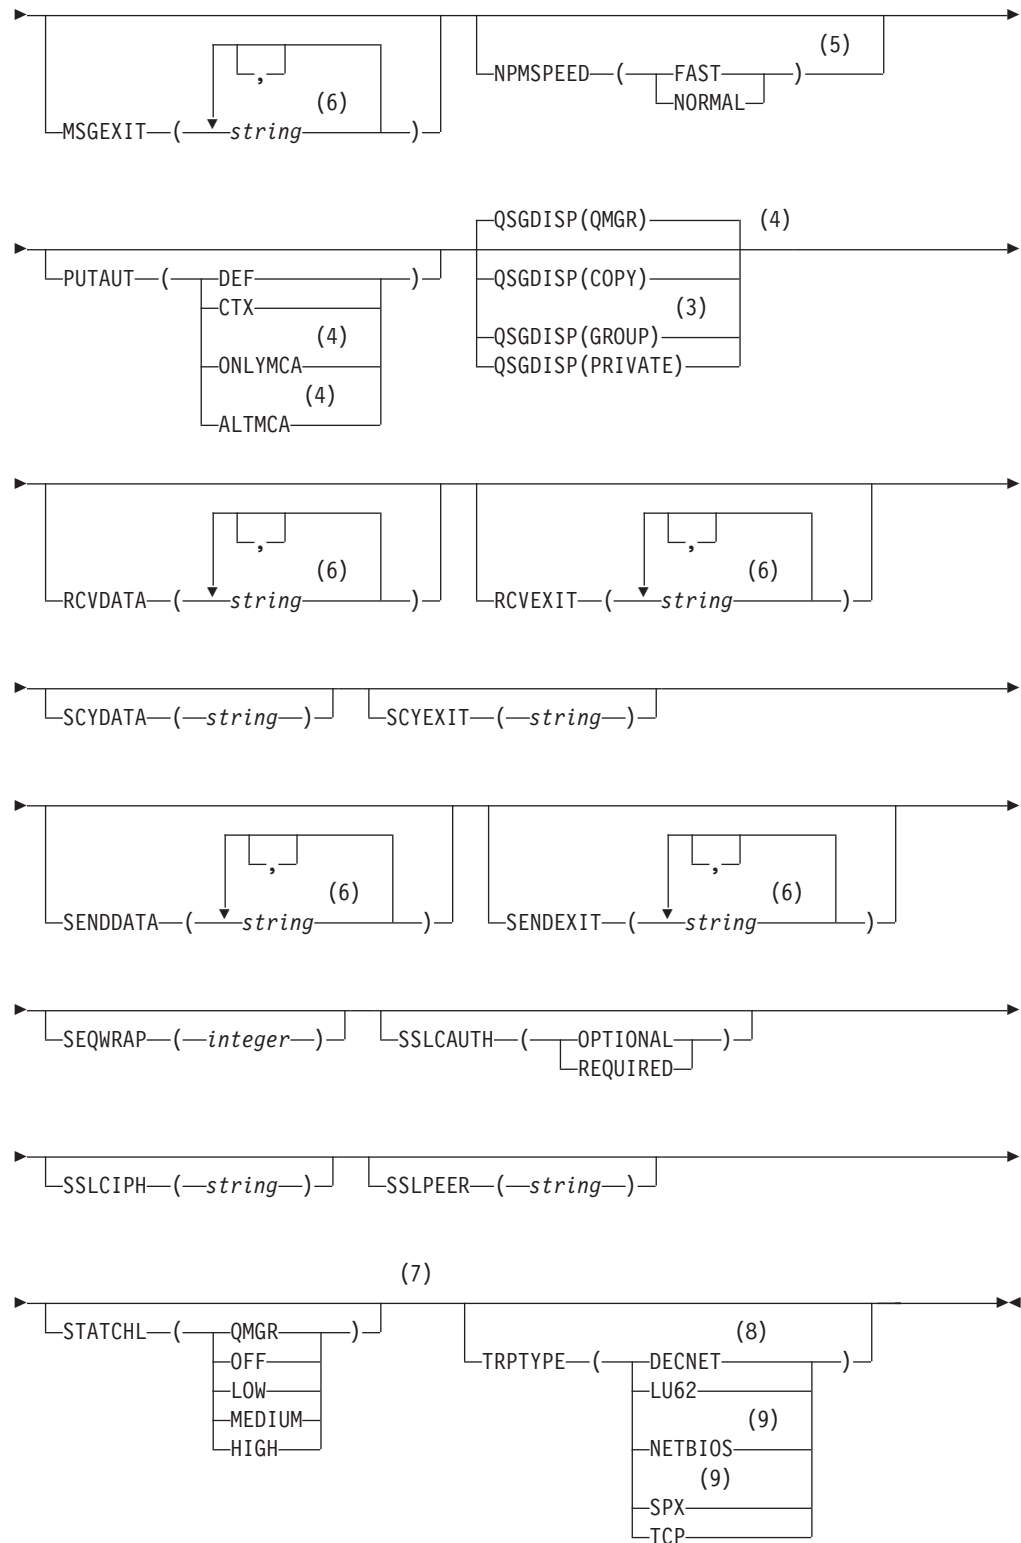 (5)
,
NPMSPEED ( FAST )
(6) NORMAL
MSGEXIT ( string )
QSGDISP(QMGR) (4)
PUTAUT ( DEF ) QSGDISP(COPY)
CTX (3)
(4) QSGDISP(GROUP)
ONLYMCA QSGDISP(PRIVATE)
(4)
ALTMCA
, ,
(6) (6)
RCVDATA ( string ) RCVEXIT ( string )
SCYDATA ( string ) SCYEXIT ( string )
, ,
(6) (6)
SENDDATA ( string ) SENDEXIT ( string )
SEQWRAP ( integer ) SSLCAUTH ( OPTIONAL )
REQUIRED
SSLCIPH ( string ) SSLPEER ( string )
(7)
STATCHL ( QMGR ) (8)
OFF TRPTYPE ( DECNET )
LOW LU62
MEDIUM (9)
HIGH NETBIOS
(9)
SPX
TCP